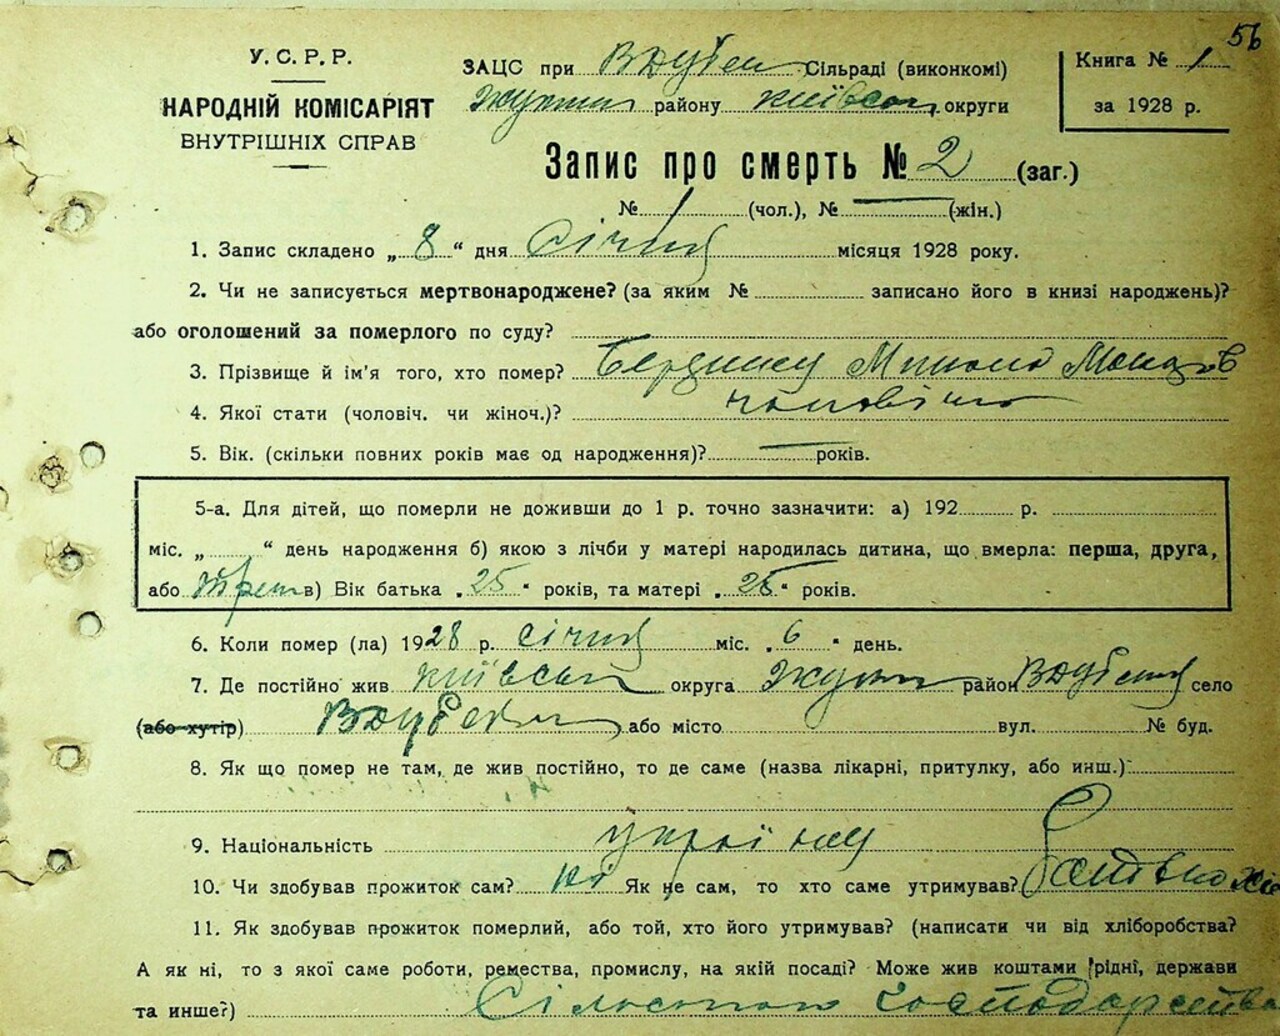 56
У. С. Р. Р.
НАРОДНІЙ КОМІСАРІЯТ
ВНУТРІШНІХ СПРАВ
ЗАЦС при Сільраді (виконкомі)
району округи
Книга № 1
за 1928 р.
Запис про смерть № 2 (заг.)
№ 1 (чол.), № — (жін.)
1. Запис складено „ 8 “ дня Січня місяця 1928 року.
2. Чи не записується мертвонароджене? (за яким № записано його в книзі народжень)?
або оголошений за померлого по суду?
3. Прізвище й ім'я того, хто помер? Микола
4. Якої стати (чоловіч. чи жіноч.)?
5. Вік. (скільки повних років має од народження)? — років.
5-а. Для дітей, що померли не доживши до 1 р. точно зазначити: а) 192 р.
міс. „ “ день народження б) якою з лічби у матері народилась дитина, що вмерла: перша, друга,
або в) Вік батька „ 25 “ років, та матері „ 25 “ років.
6. Коли помер (ла) 1928 р. січня міс. „ 6 “ день.
7. Де постійно жив округа район село
(або хутір) або місто вул. № буд.
8. Як що помер не там, де жив постійно, то де саме (назва лікарні, притулку, або инш.)
9. Національність
10. Чи здобував прожиток сам? ні Як не сам, то хто саме утримував?
11. Як здобував прожиток померлий, або той, хто його утримував? (написати чи від хліборобства?
А як ні, то з якої саме роботи, ремества, промислу, на якій посаді? Може жив коштами рідні, держави
та инше?) господарства